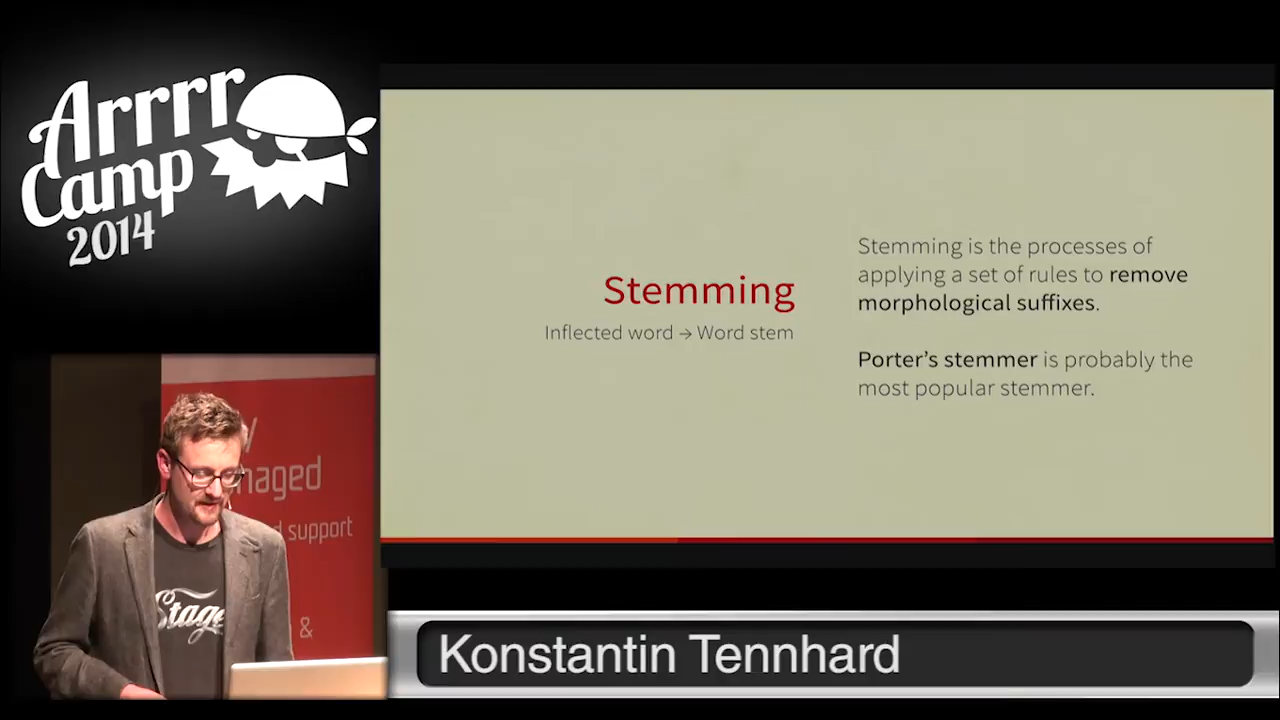 Arrrr
Camp
2014
Stemming
Inflected word → Word stem
Stemming is the processes of
applying a set of rules to remove
morphological suffixes.
Porter's stemmer is probably the
most popular stemmer.
naged
support
&
Stage
Konstantin Tennhard